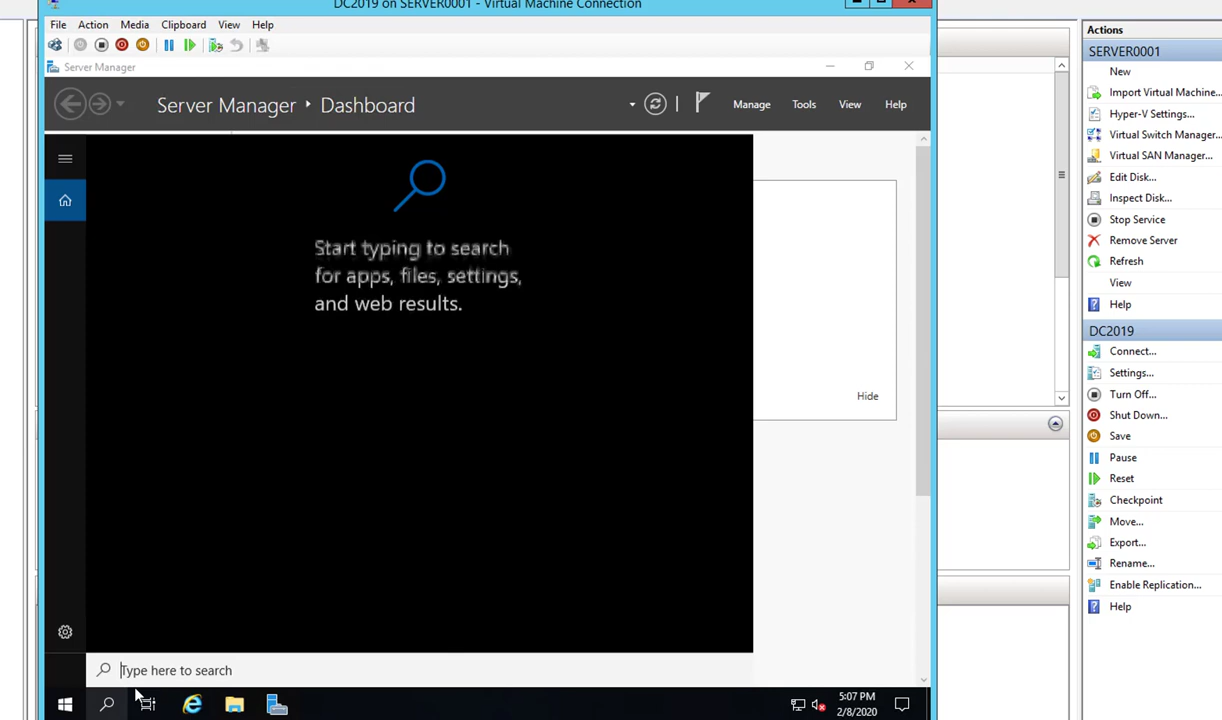 DC2019 on SERVER0001 - Virtual Machine Connection
File Action Media Clipboard View Help
Server Manager
Server Manager Dashboard
Manage Tools View Help
Start typing to search
for apps, files, settings,
and web results.
Hide
Type here to search
5:07 PM
2/8/2020
Actions
SERVER0001
New
Import Virtual Machine...
Hyper-V Settings...
Virtual Switch Manager...
Virtual SAN Manager...
Edit Disk...
Inspect Disk...
Stop Service
Remove Server
Refresh
View
Help
DC2019
Connect...
Settings...
Turn Off...
Shut Down...
Save
Pause
Reset
Checkpoint
Move...
Export...
Rename...
Enable Replication...
Help